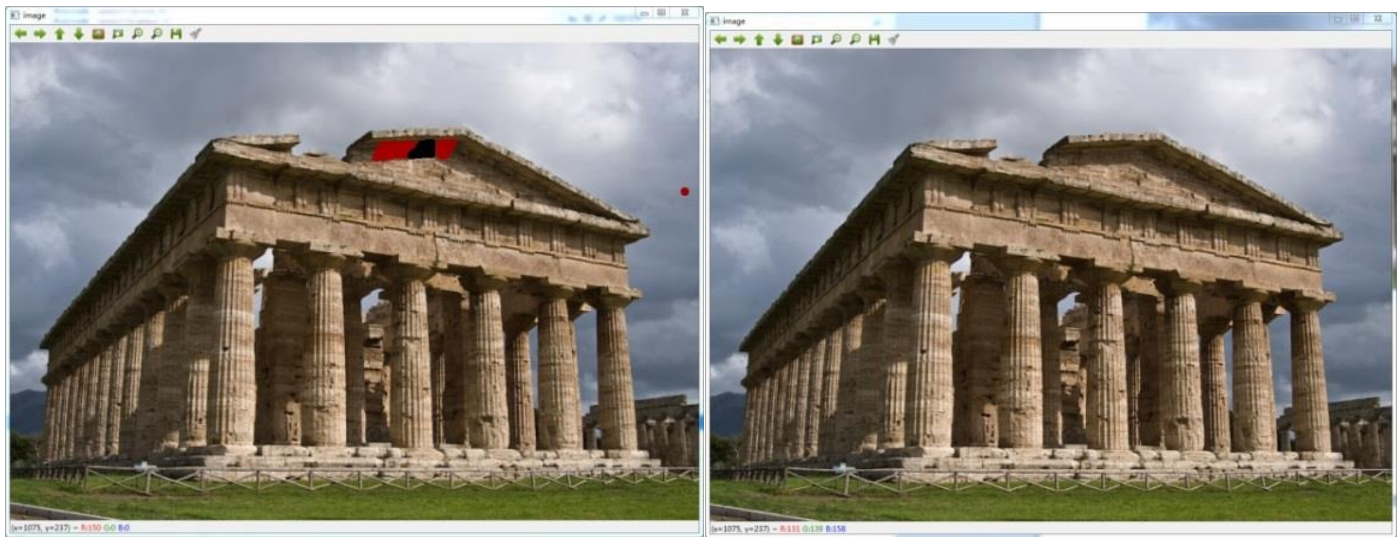 image
(x=1075, y=237) ~ R:150 G:0 B:0
image
(x=1075, y=237) ~ R:131 G:138 B:158